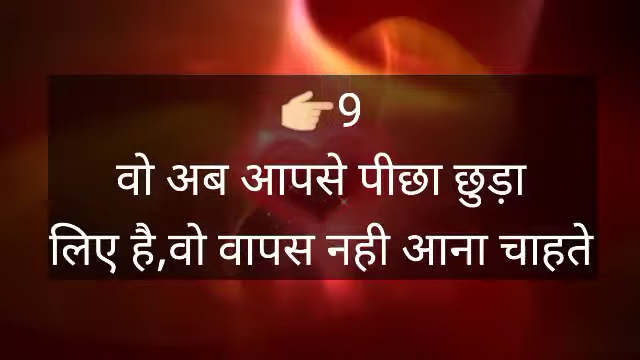 👉9
वो अब आपसे पीछा छुड़ा
लिए है,वो वापस नही आना चाहते